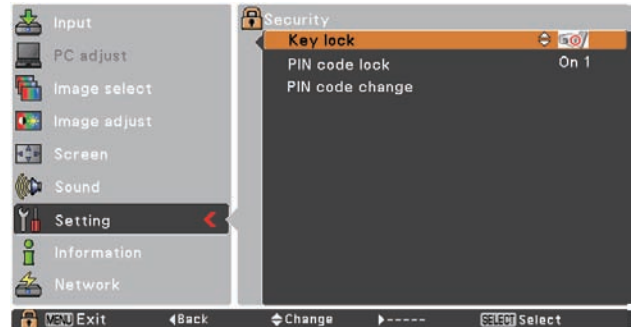 Input
PC adjust
Image select
Image adjust
Screen
Sound
Setting
Information
Network
Security
Key lock
PIN code lock On 1
PIN code change
MENU Exit Back Change ----- SELECT Select